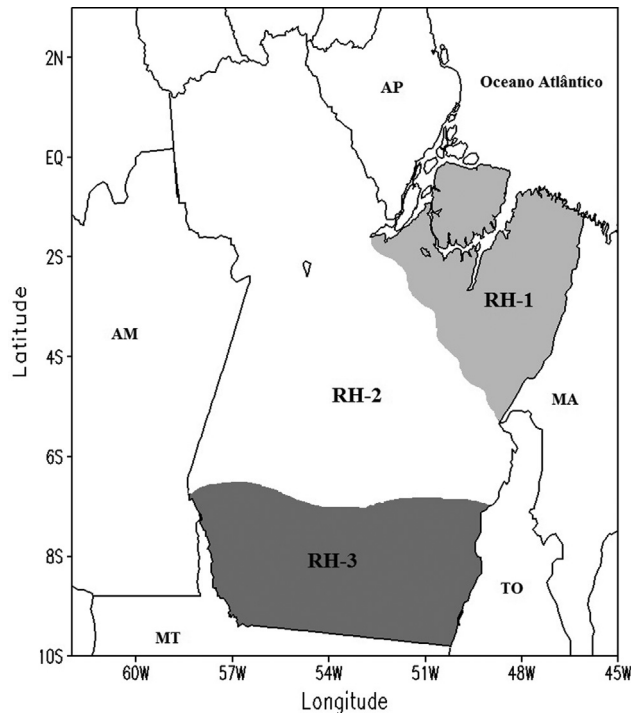 2N
AP
Oceano Atlântico
EQ
2S
RH-1
AM
4S
RH-2
MA
6S
8S
RH-3
TO
MT
10S
60W
57W
54W
51W
48W
45W
Longitude
Latitude